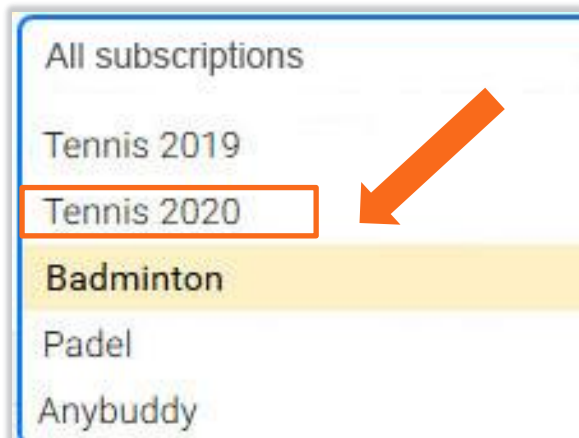 All subscriptions
Tennis 2019
Tennis 2020
Badminton
Padel
Anybuddy